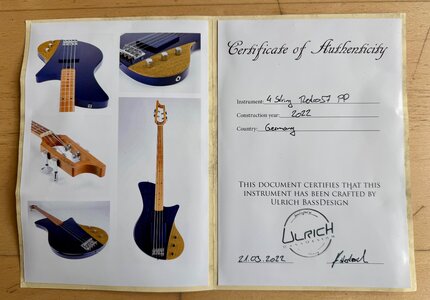 Certificate of Authenticity
Instrument: 4 String Retro57 PP
Construction year: 2022
Country: Germany
THIS DOCUMENT CERTIFIES THAT THIS
INSTRUMENT HAS BEEN CRAFTED BY
ULRICH BASSDESIGN
ULRICH
BASSDESIGN
21.03.2022